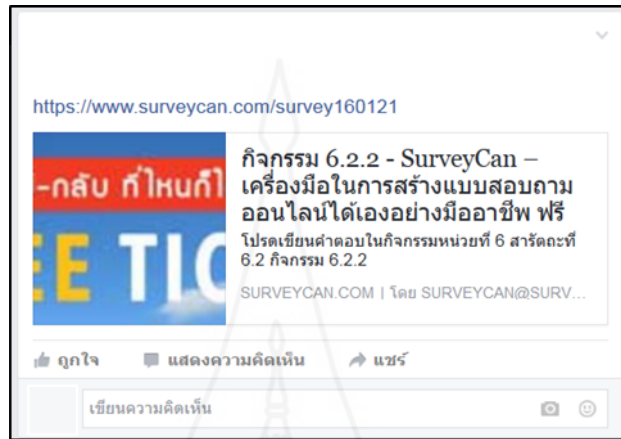 https://www.surveycan.com/survey160121
-กลับ ที่ไหนก็ไ
EE TIC
กิจกรรม 6.2.2 - SurveyCan –
เครื่องมือในการสร้างแบบสอบถาม
ออนไลน์ได้เองอย่างมืออาชีพ ฟรี
โปรดเขียนคำตอบในกิจกรรมหน่วยที่ 6 สารัตถะที่
6.2 กิจกรรม 6.2.2
SURVEYCAN.COM | โดย SURVEYCAN@SURV...
ถูกใจ แสดงความคิดเห็น แชร์
เขียนความคิดเห็น